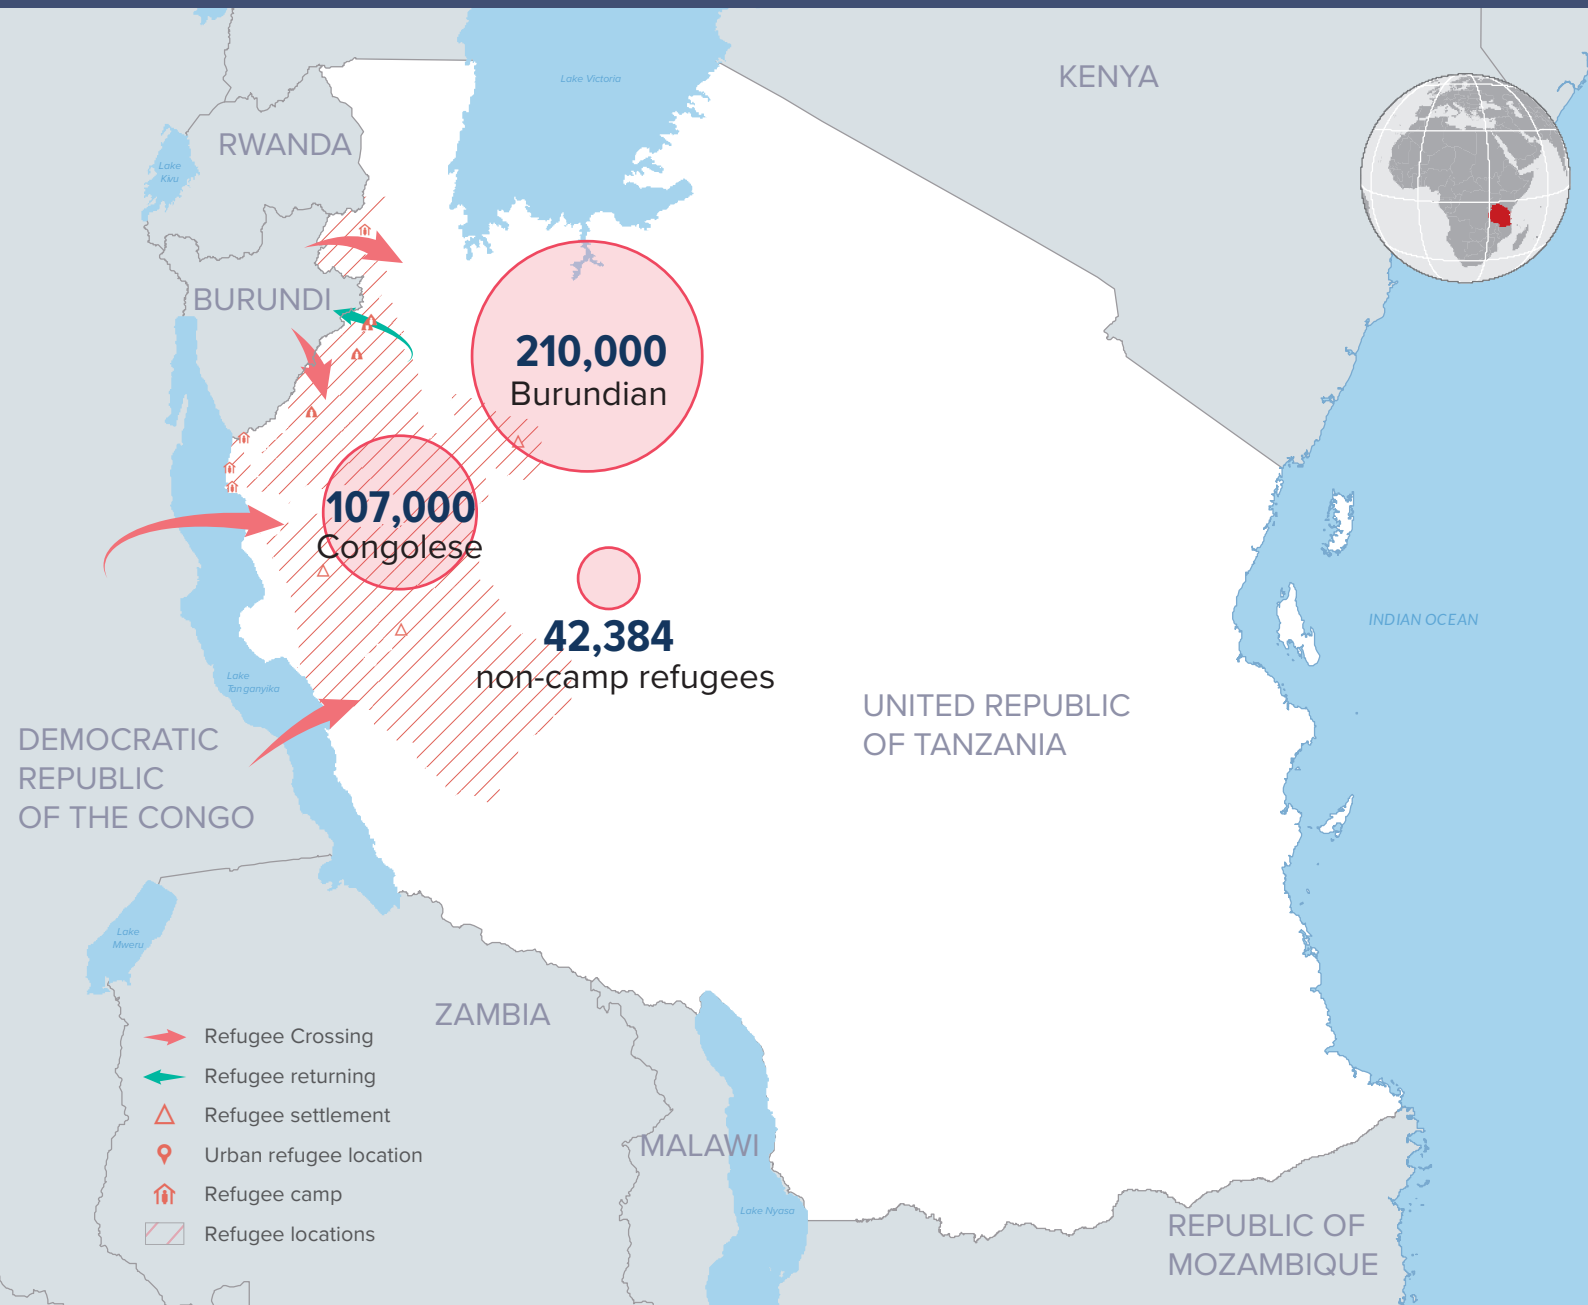 Lake Victoria
KENYA
RWANDA
Lake
Kivu
BURUNDI
210,000
Burundian
107,000
Congolese
42,384
non-camp refugees
INDIAN OCEAN
Lake
Tanganyika
UNITED REPUBLIC
OF TANZANIA
DEMOCRATIC
REPUBLIC
OF THE CONGO
Lake
Mweru
ZAMBIA
MALAWI
Lake Nyasa
REPUBLIC OF
MOZAMBIQUE
Refugee Crossing
Refugee returning
Refugee settlement
Urban refugee location
Refugee camp
Refugee locations